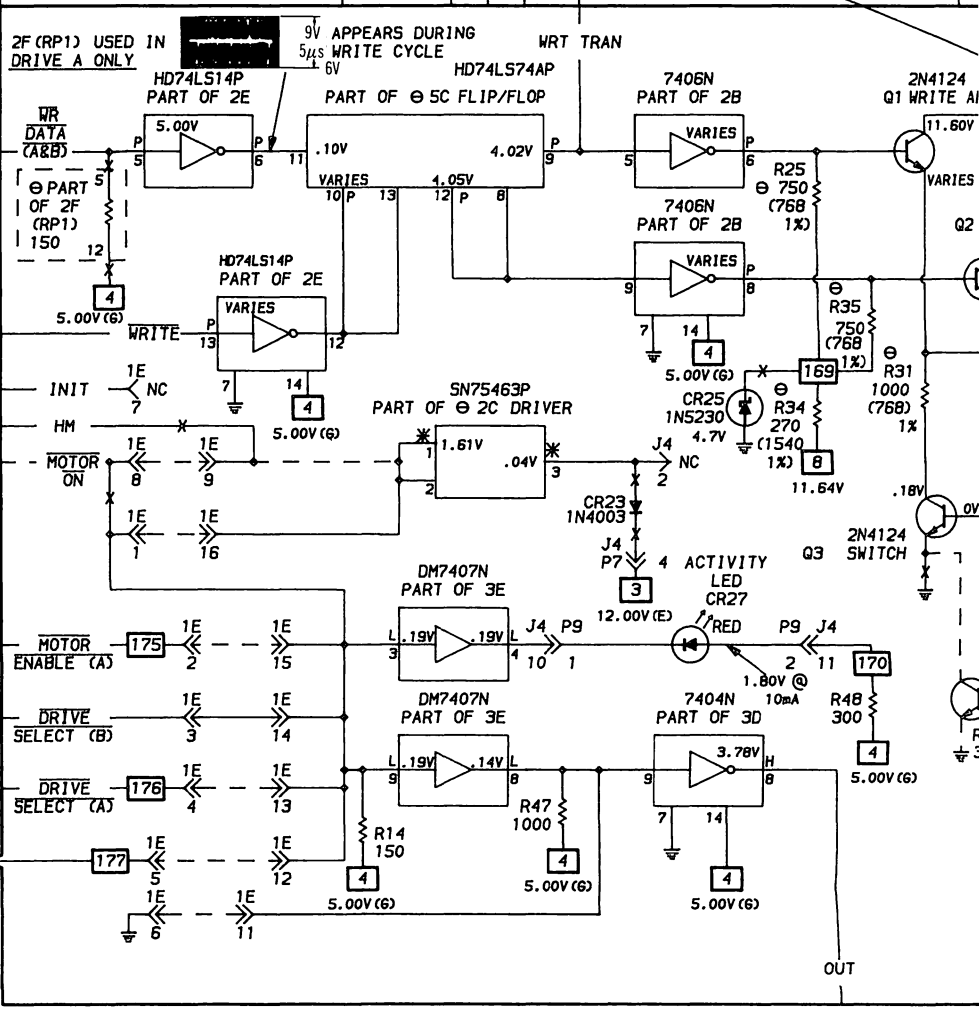 2F (RP1) USED IN
DRIVE A ONLY
9V APPEARS DURING
5µs WRITE CYCLE
6V
WRT TRAN
HD74LS14P
PART OF 2E
HD74LS74AP
PART OF ⊖ 5C FLIP/FLOP
7406N
PART OF 2B
2N4124
Q1 WRITE A
WR
DATA
(A&B)
P
5
5.00V
P
6
11
.10V
4.02V
P
9
VARIES
10 P
13
4.05V
12 P
8
5
VARIES
P
6
11.60V
VARIES
R25
⊖ 750
(768
1%)
5
⊖ PART
OF 2F
(RP1)
150
12
4
5.00V (G)
7406N
PART OF 2B
VARIES
P
8
9
7
14
4
5.00V (G)
Q2
HD74LS14P
PART OF 2E
VARIES
WRITE
P
13
12
7
14
4
5.00V (G)
⊖
R35
750
(768
1%)
169
⊖
R31
1000
(768)
1%
CR25
1N5230
4.7V
⊖
R34
270
(1540
1%)
8
11.64V
INIT
1E
NC
7
HM
SN75463P
PART OF ⊖ 2C DRIVER
1
1.61V
.04V
3
2
J4
NC
2
MOTOR
ON
1E
8
1E
9
1E
1
1E
16
CR23
1N4003
J4
P7
4
3
12.00V (E)
.18V
0V
2N4124
Q3 SWITCH
ACTIVITY
LED
CR27
RED
DM7407N
PART OF 3E
L
3
.19V
.19V
L
4
J4
10
P9
1
P9
2
J4
11
1.80V @
10mA
170
R48
300
4
5.00V (G)
MOTOR
ENABLE (A)
175
1E
2
1E
15
DRIVE
SELECT (B)
1E
3
1E
14
DM7407N
PART OF 3E
L
9
.19V
.14V
L
8
7404N
PART OF 3D
9
3.78V
H
8
7
14
4
5.00V (G)
DRIVE
SELECT (A)
176
1E
4
1E
13
R14
150
4
5.00V (G)
R47
1000
4
5.00V (G)
177
1E
5
1E
12
1E
6
1E
11
R
3
OUT